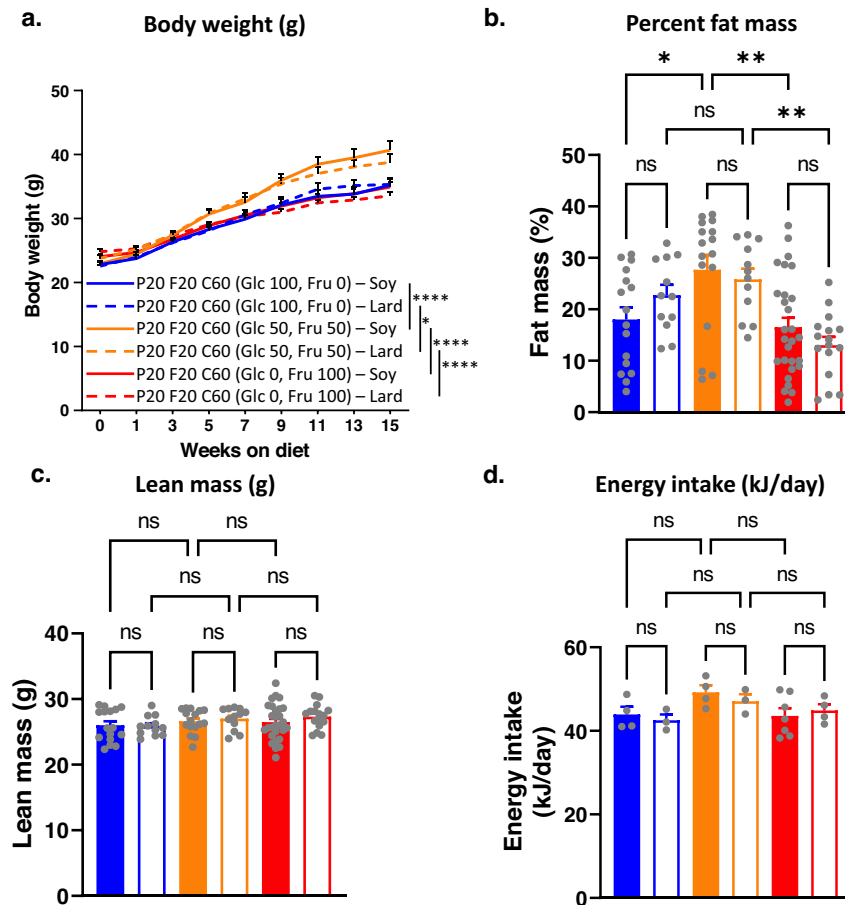 a.
Body weight (g)
50
40
30
20
10
0
Body weight (g)
P20 F20 C60 (Glc 100, Fru 0) – Soy
P20 F20 C60 (Glc 100, Fru 0) – Lard
P20 F20 C60 (Glc 50, Fru 50) – Soy
P20 F20 C60 (Glc 50, Fru 50) – Lard
P20 F20 C60 (Glc 0, Fru 100) – Soy
P20 F20 C60 (Glc 0, Fru 100) – Lard
****
*
****
****
0 1 3 5 7 9 11 13 15
Weeks on diet
b.
Percent fat mass
* **
ns **
ns ns ns
50
40
30
20
10
0
Fat mass (%)
c.
Lean mass (g)
ns ns
ns ns
ns ns ns
40
30
20
10
0
Lean mass (g)
d.
Energy intake (kJ/day)
ns ns
ns ns
ns ns ns
60
40
20
0
Energy intake
(kJ/day)